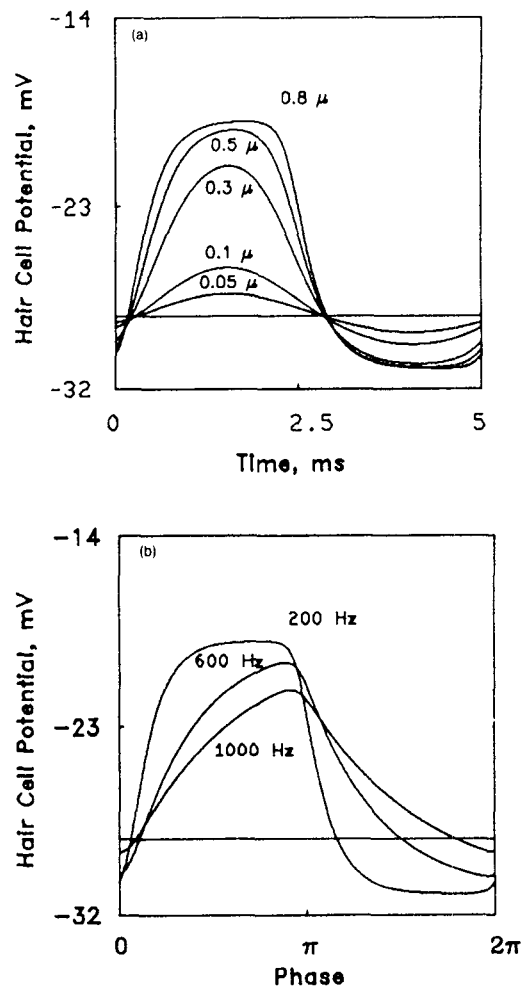 -14
(a)
0.8 μ
0.5 μ
0.3 μ
0.1 μ
0.05 μ
-23
-32
Hair Cell Potential, mV
0
2.5
5
Time, ms
-14
(b)
200 Hz
600 Hz
1000 Hz
-23
-32
Hair Cell Potential, mV
0
π
2π
Phase